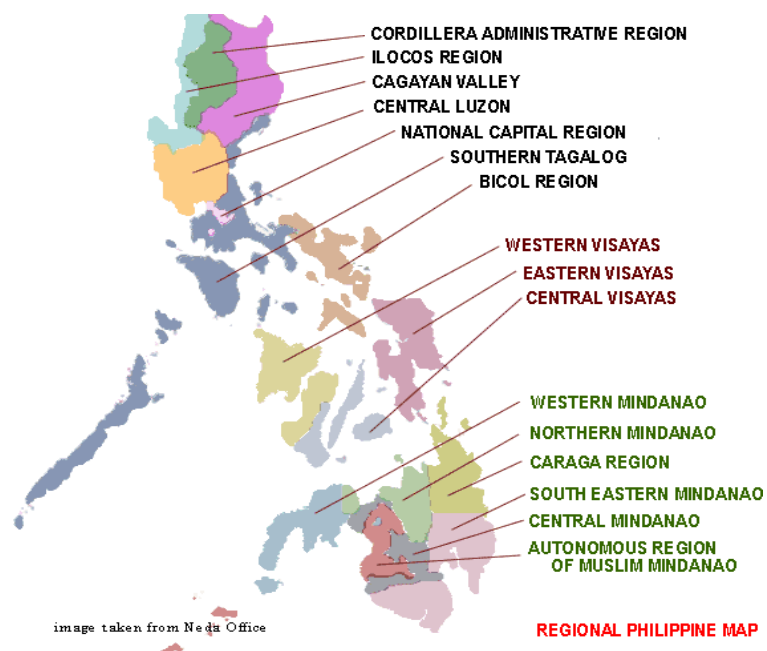 CORDILLERA ADMINISTRATIVE REGION
ILOCOS REGION
CAGAYAN VALLEY
CENTRAL LUZON
NATIONAL CAPITAL REGION
SOUTHERN TAGALOG
BICOL REGION
WESTERN VISAYAS
EASTERN VISAYAS
CENTRAL VISAYAS
WESTERN MINDANAO
NORTHERN MINDANAO
CARAGA REGION
SOUTH EASTERN MINDANAO
CENTRAL MINDANAO
AUTONOMOUS REGION
OF MUSLIM MINDANAO
image taken from Neda Office
REGIONAL PHILIPPINE MAP